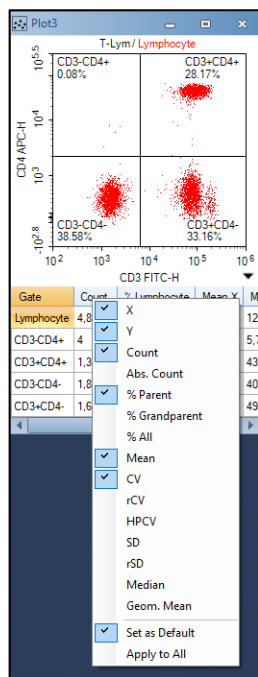 Plot3
T-Lym / Lymphocyte
CD3-CD4+
0.08%
CD3+CD4+
28.17%
CD3-CD4-
38.58%
CD3+CD4-
33.16%
CD4 APC-H
10^5.5
10^4
10^3
-10^2.8
10^2 10^3 10^4 10^5 10^6
CD3 FITC-H
Gate Count % Lymphocyte Mean X M
Lymphocyte 4,8 12
CD3-CD4+ 4 5,7
CD3+CD4+ 1,3 43
CD3-CD4- 1,8 40
CD3+CD4- 1,6 49
X
Y
Count
Abs. Count
% Parent
% Grandparent
% All
Mean
CV
rCV
HPCV
SD
rSD
Median
Geom. Mean
Set as Default
Apply to All